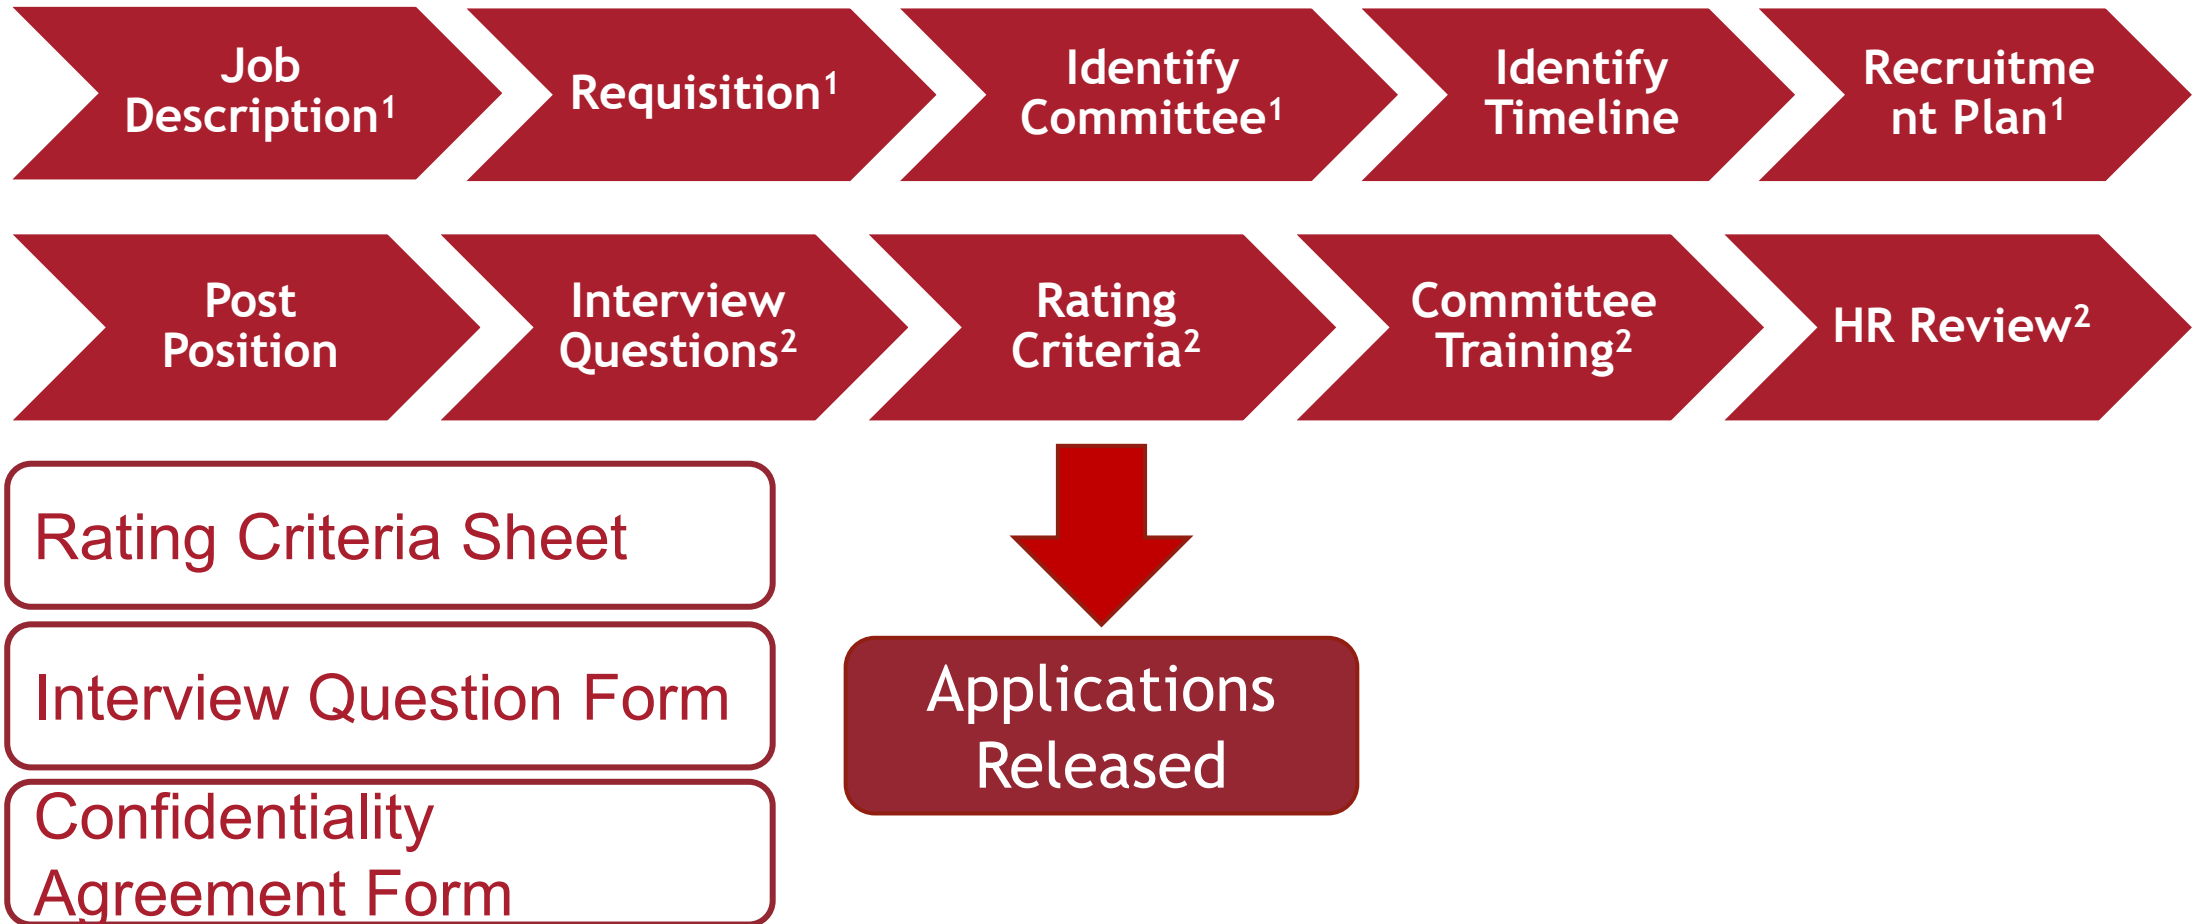 Job
Description¹
Requisition¹
Identify
Committee¹
Identify
Timeline
Recruitme
nt Plan¹
Post
Position
Interview
Questions²
Rating
Criteria²
Committee
Training²
HR Review²
Rating Criteria Sheet
Interview Question Form
Confidentiality
Agreement Form
Applications
Released